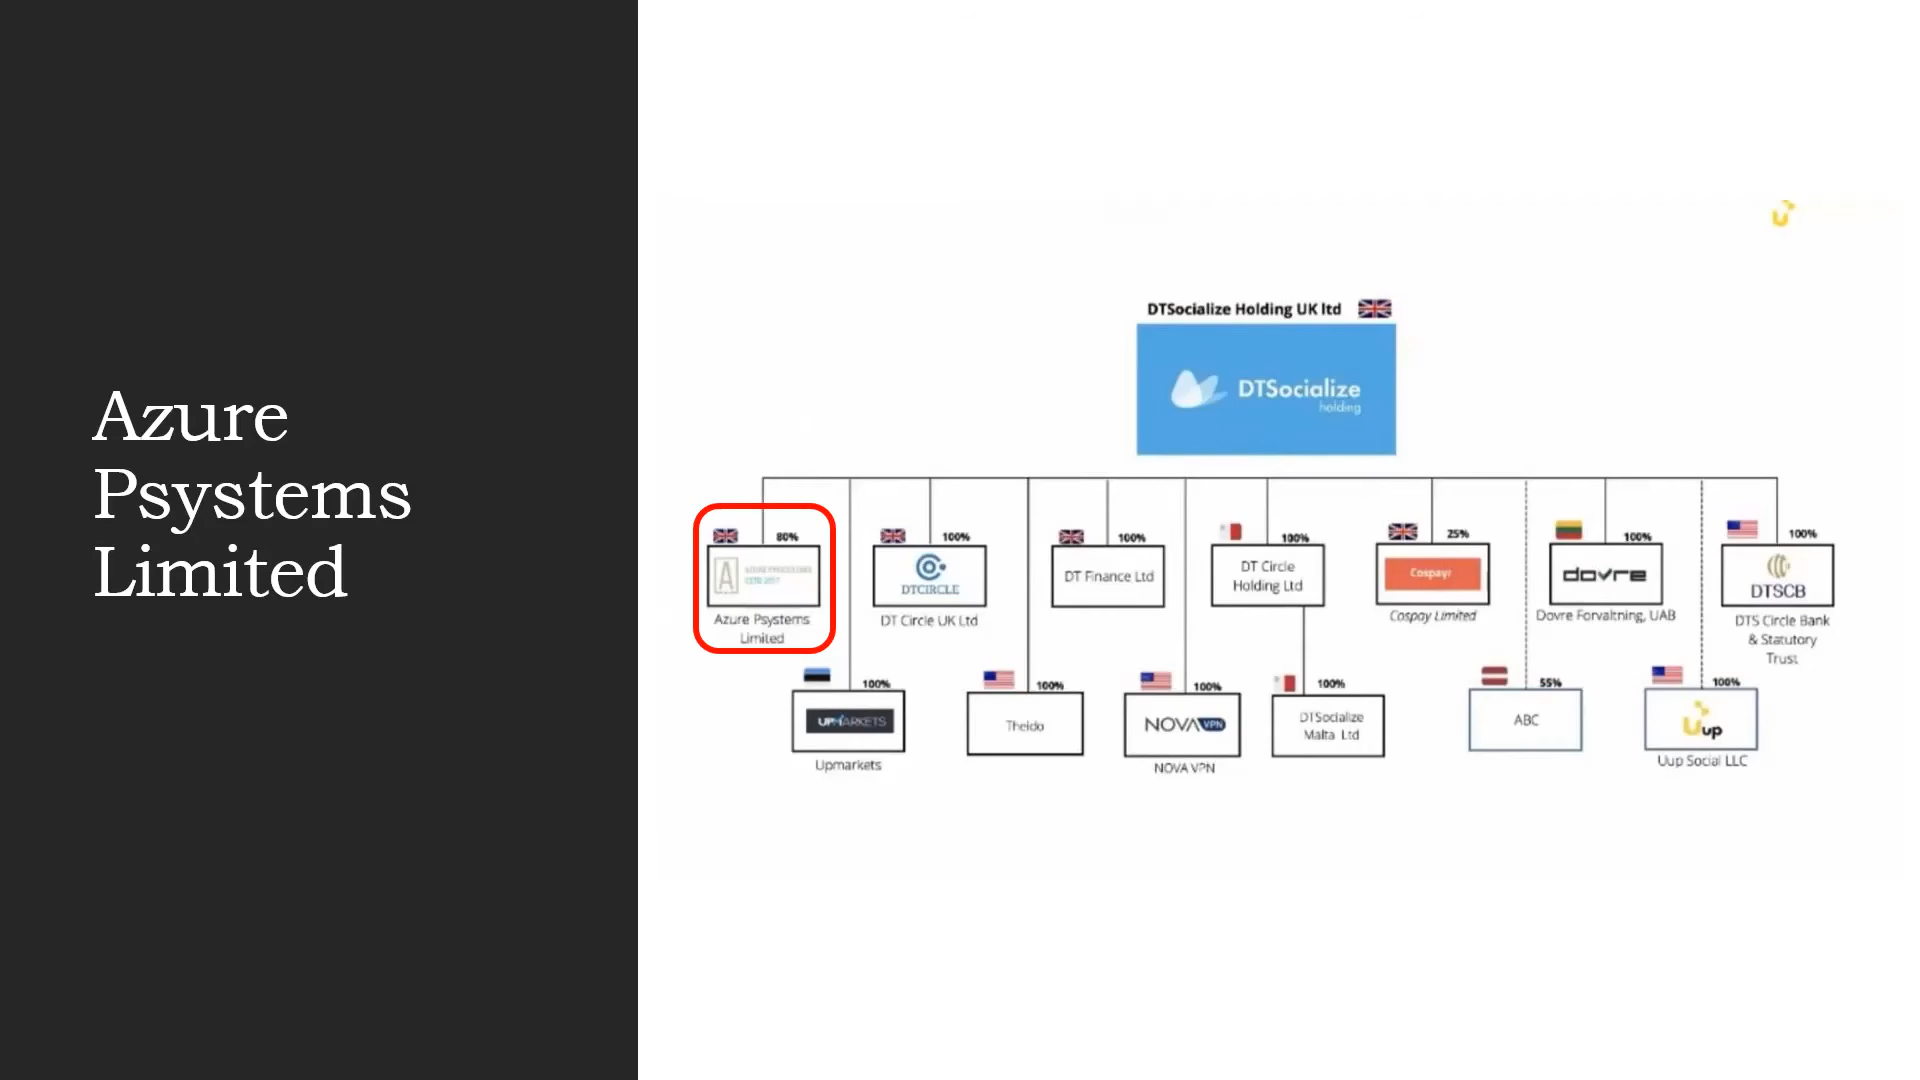 Azure
Psystems
Limited
DTSocialize Holding UK ltd
DTSocialize
holding
80%
Azure Psystems
Limited
100%
DTCIRCLE
DT Circle UK Ltd
100%
DT Finance Ltd
100%
DT Circle
Holding Ltd
25%
Cospayr
Cospay Limited
100%
dovre
Dovre Forvaltning, UAB
100%
DTSCB
DTS Circle Bank
& Statutory
Trust
100%
UPMARKETS
Upmarkets
100%
Theido
100%
NOVA VPN
NOVA VPN
100%
DTSocialize
Malta Ltd
55%
ABC
100%
Uup
Uup Social LLC